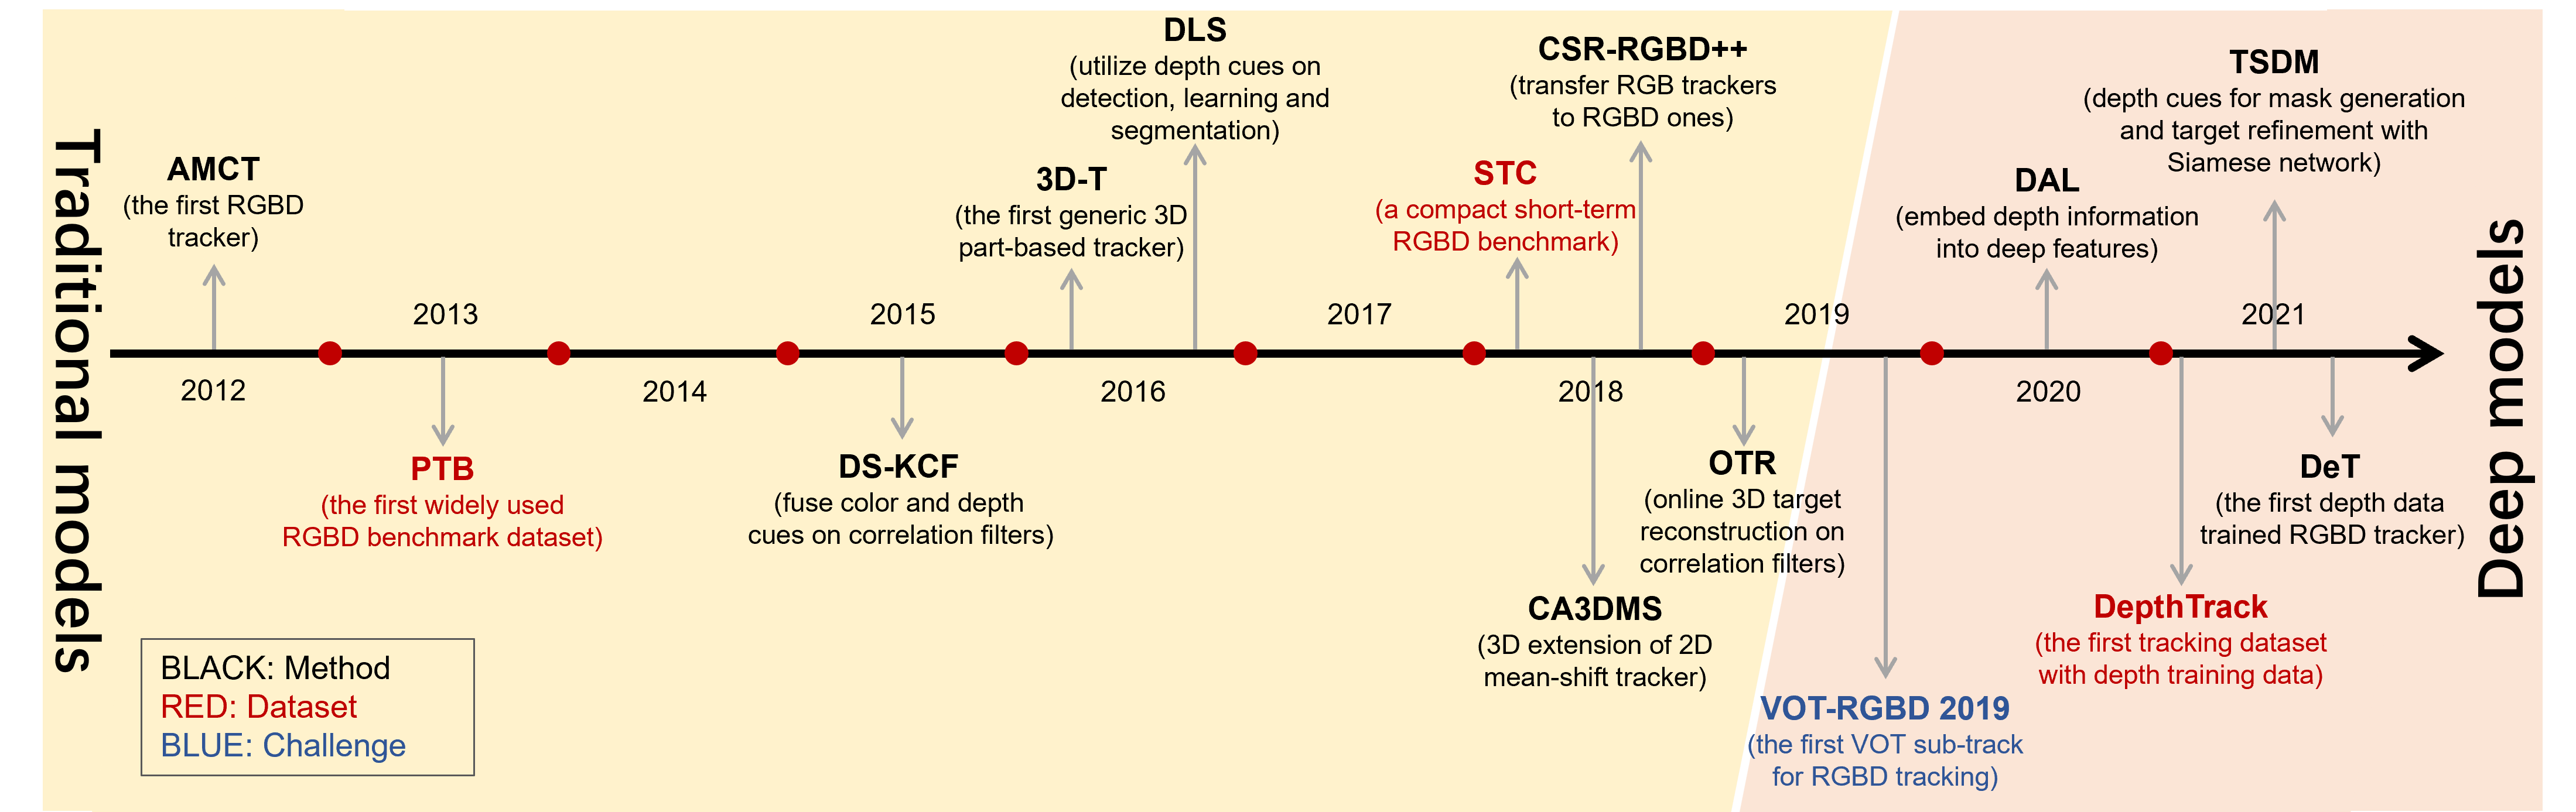 Traditional models
AMCT
(the first RGBD
tracker)
2012
2013
PTB
(the first widely used
RGBD benchmark dataset)
2014
2015
DS-KCF
(fuse color and depth
cues on correlation filters)
3D-T
(the first generic 3D
part-based tracker)
2016
DLS
(utilize depth cues on
detection, learning and
segmentation)
2017
STC
(a compact short-term
RGBD benchmark)
2018
CA3DMS
(3D extension of 2D
mean-shift tracker)
CSR-RGBD++
(transfer RGB trackers
to RGBD ones)
2019
OTR
(online 3D target
reconstruction on
correlation filters)
VOT-RGBD 2019
(the first VOT sub-track
for RGBD tracking)
DAL
(embed depth information
into deep features)
2020
2021
DepthTrack
(the first tracking dataset
with depth training data)
TSDM
(depth cues for mask generation
and target refinement with
Siamese network)
DeT
(the first depth data
trained RGBD tracker)
Deep models
BLACK: Method
RED: Dataset
BLUE: Challenge